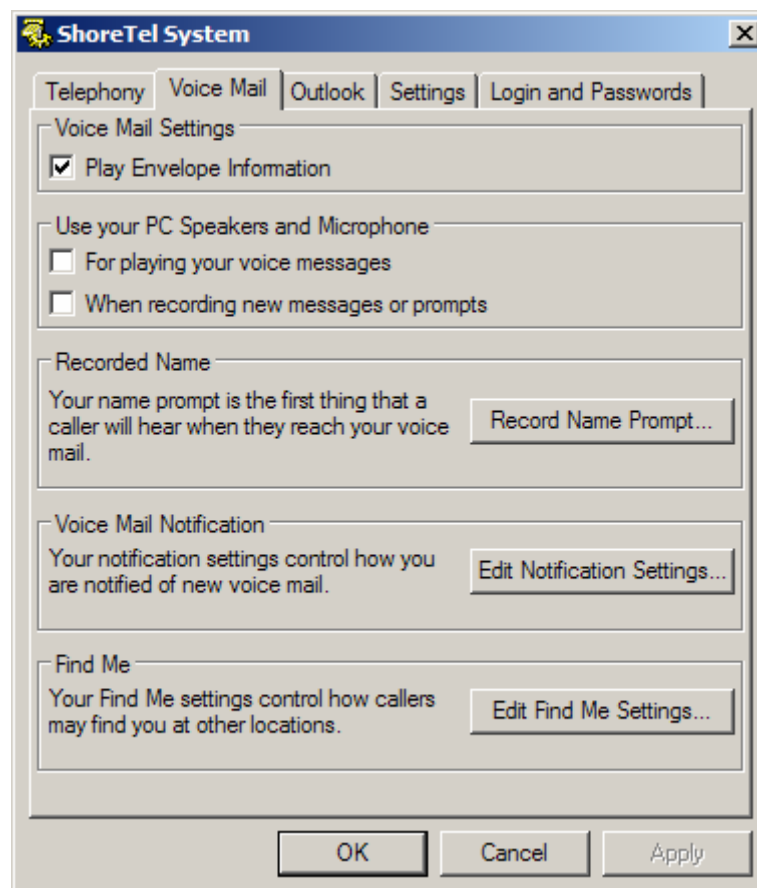 ShoreTel System
Telephony
Voice Mail
Outlook
Settings
Login and Passwords
Voice Mail Settings
Play Envelope Information
Use your PC Speakers and Microphone
For playing your voice messages
When recording new messages or prompts
Recorded Name
Your name prompt is the first thing that a
caller will hear when they reach your voice
mail.
Record Name Prompt...
Voice Mail Notification
Your notification settings control how you
are notified of new voice mail.
Edit Notification Settings...
Find Me
Your Find Me settings control how callers
may find you at other locations.
Edit Find Me Settings...
OK
Cancel
Apply